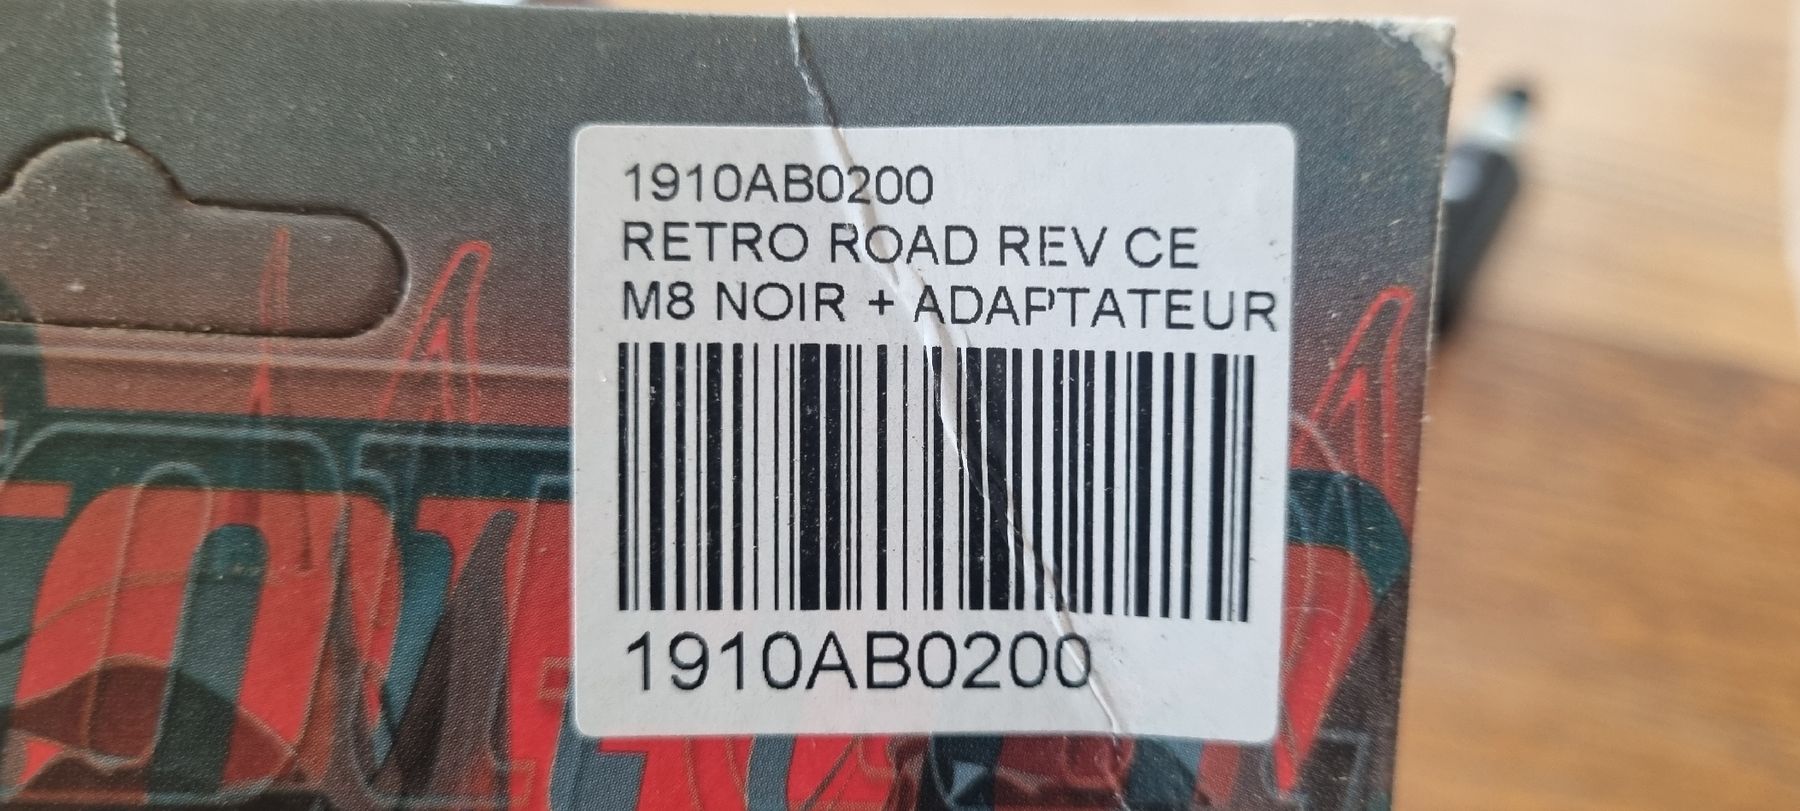 1910AB0200
RETRO ROAD REV CE
M8 NOIR + ADAPTATEUR
1910AB0200